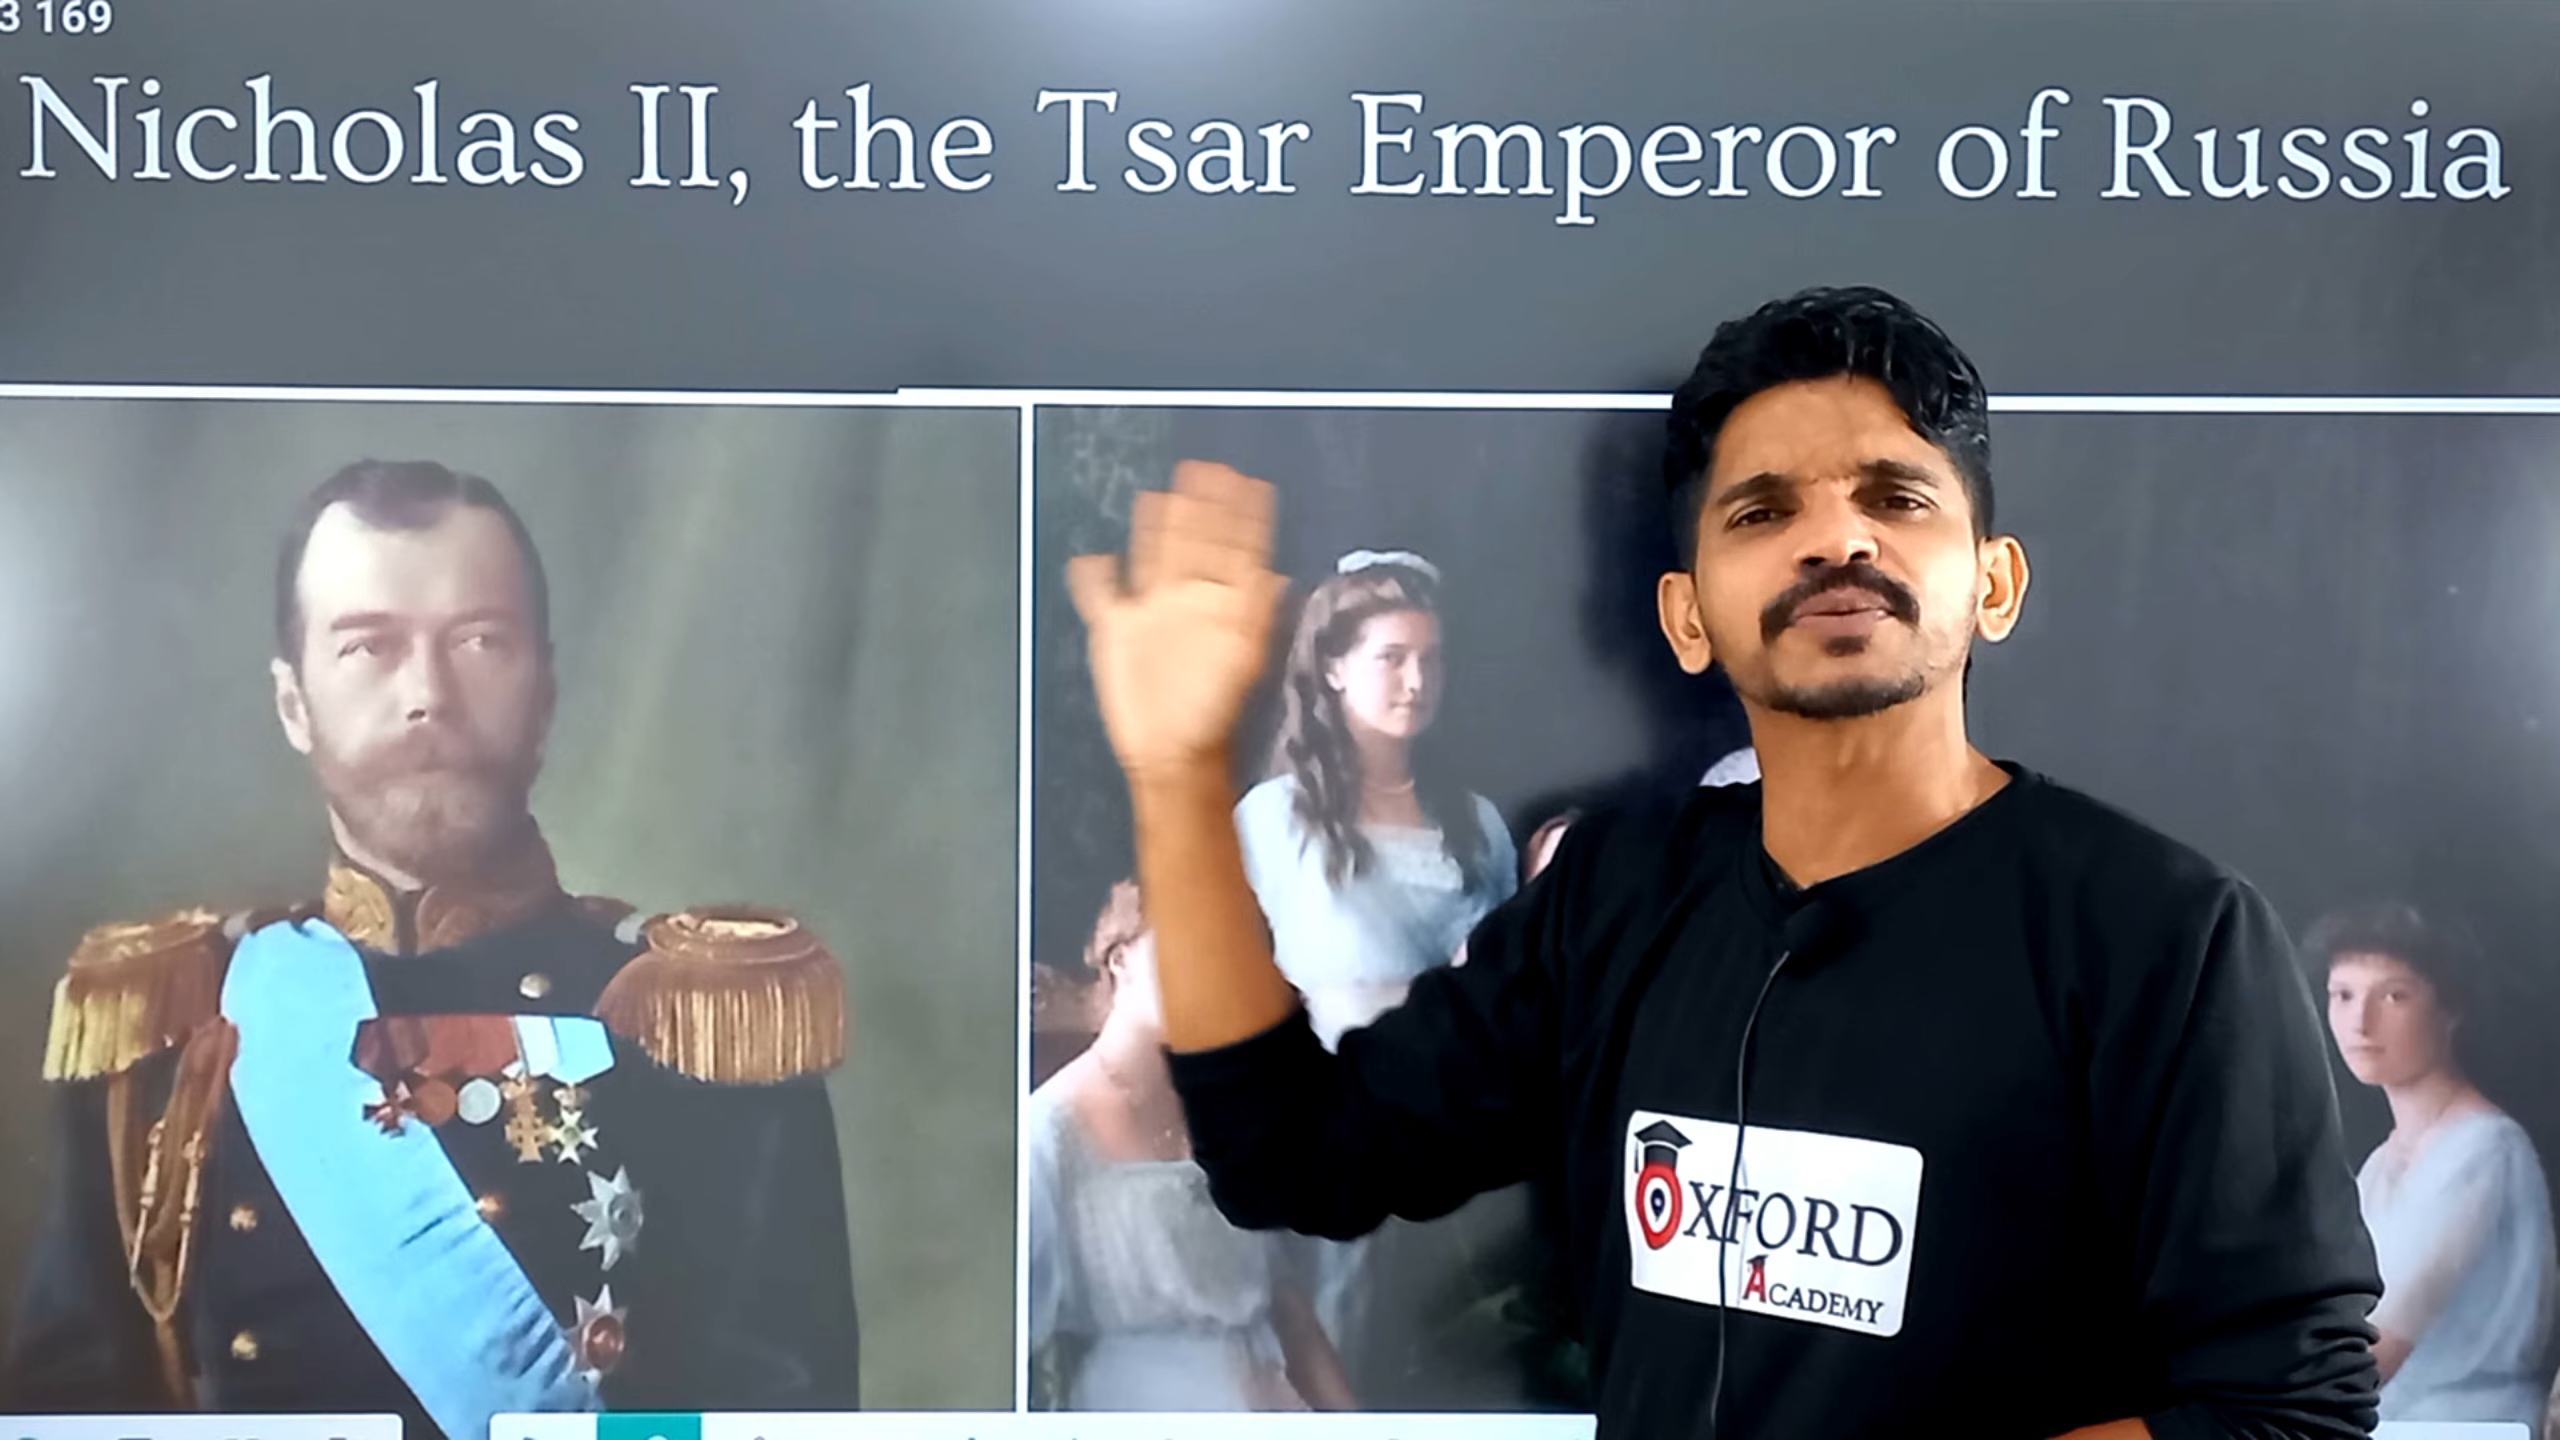 3 169
Nicholas II, the Tsar Emperor of Russia
OXFORD
ACADEMY